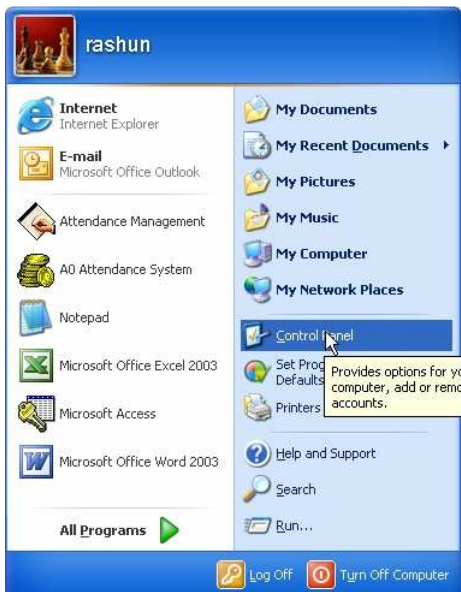 rashun
Internet
Internet Explorer
E-mail
Microsoft Office Outlook
Attendance Management
A0 Attendance System
Notepad
Microsoft Office Excel 2003
Microsoft Access
Microsoft Office Word 2003
All Programs
My Documents
My Recent Documents
My Pictures
My Music
My Computer
My Network Places
Control Panel
Set Prog
Defaults
Printers
Provides options for yo
computer, add or remo
accounts.
Help and Support
Search
Run...
Log Off
Turn Off Computer